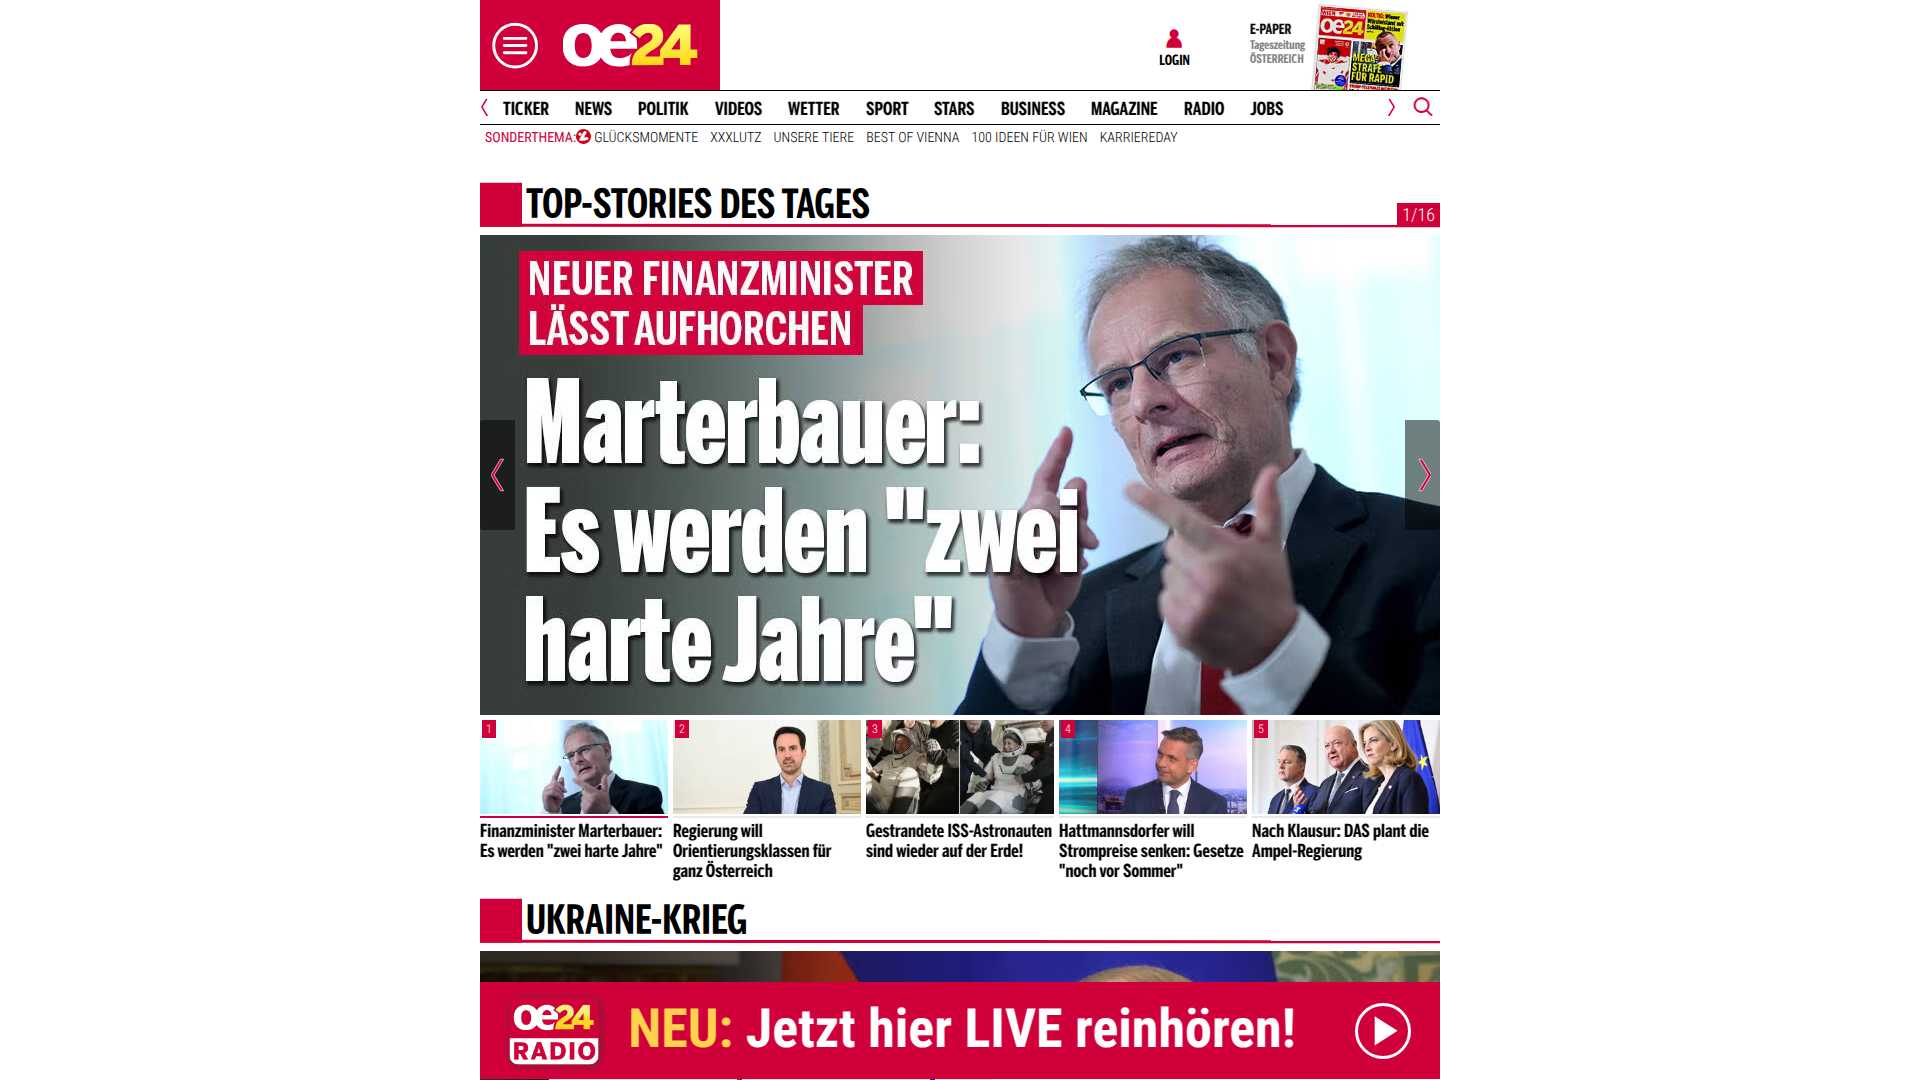 oe24
LOGIN
E-PAPER
Tageszeitung
ÖSTERREICH
oe24
MEGA-
STRAFE
FÜR RAPID
TICKER NEWS POLITIK VIDEOS WETTER SPORT STARS BUSINESS MAGAZINE RADIO JOBS
SONDERTHEMA: GLÜCKSMOMENTE XXXLUTZ UNSERE TIERE BEST OF VIENNA 100 IDEEN FÜR WIEN KARRIEREDAY
TOP-STORIES DES TAGES
1/16
NEUER FINANZMINISTER
LÄSST AUFHORCHEN
Marterbauer:
Es werden "zwei
harte Jahre"
1
2
3
4
5
Finanzminister Marterbauer:
Es werden "zwei harte Jahre"
Regierung will
Orientierungsklassen für
ganz Österreich
Gestrandete ISS-Astronauten
sind wieder auf der Erde!
Hattmannsdorfer will
Strompreise senken: Gesetze
"noch vor Sommer"
Nach Klausur: DAS plant die
Ampel-Regierung
UKRAINE-KRIEG
oe24
RADIO
NEU: Jetzt hier LIVE reinhören!